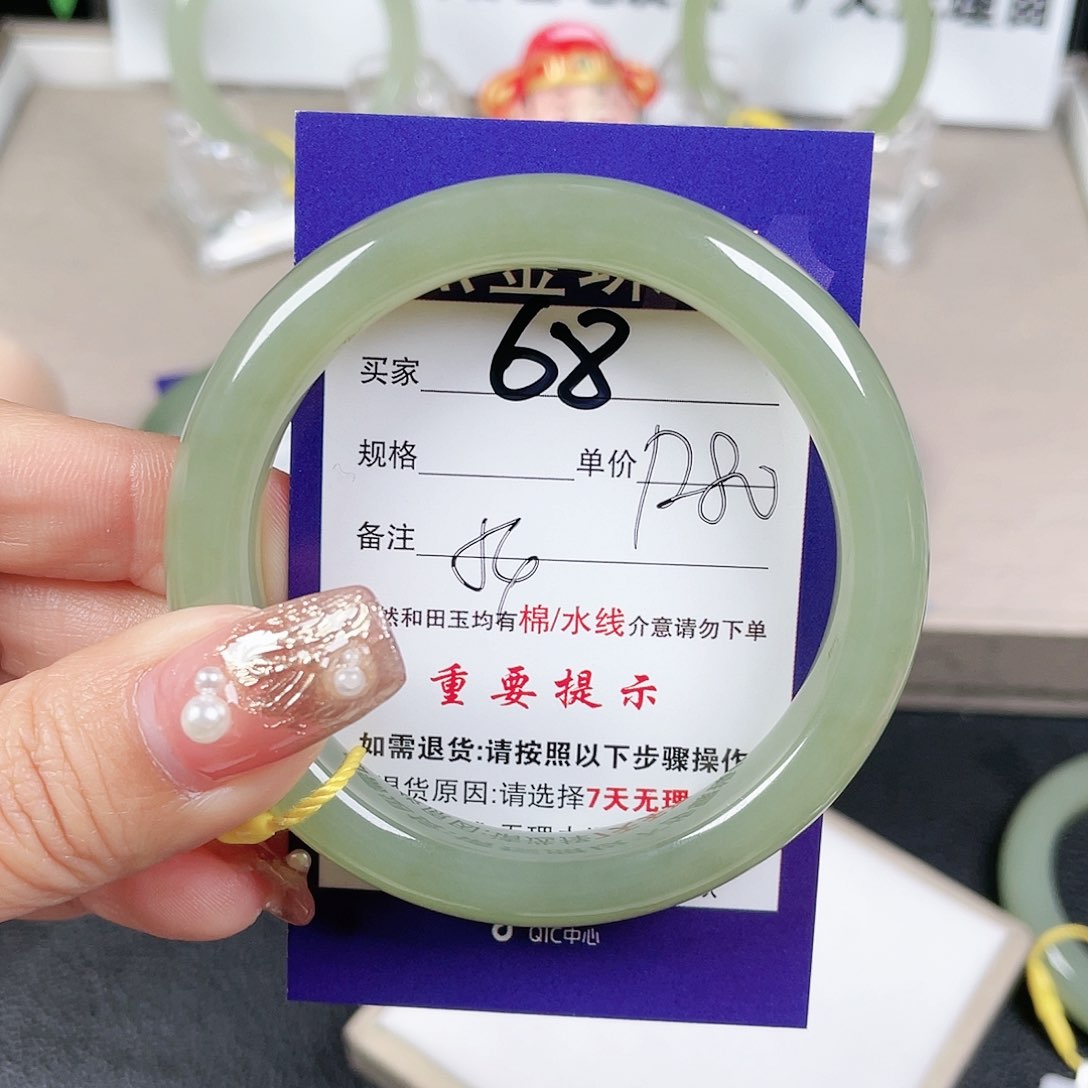 买家 68
规格 单价 1280
备注 54
然和田玉均有棉/水线介意请勿下单
重要提示
如需退货:请按照以下步骤操作
退货原因:请选择7天无理
QIC中心